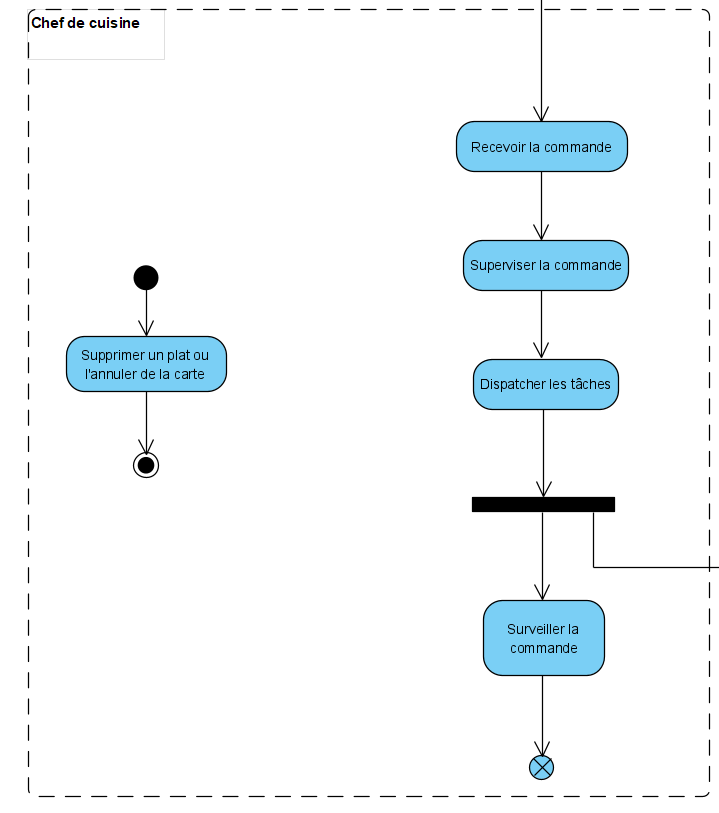 Chef de cuisine
Recevoir la commande
Superviser la commande
Supprimer un plat ou
l'annuler de la carte
Dispatcher les tâches
Surveiller la
commande